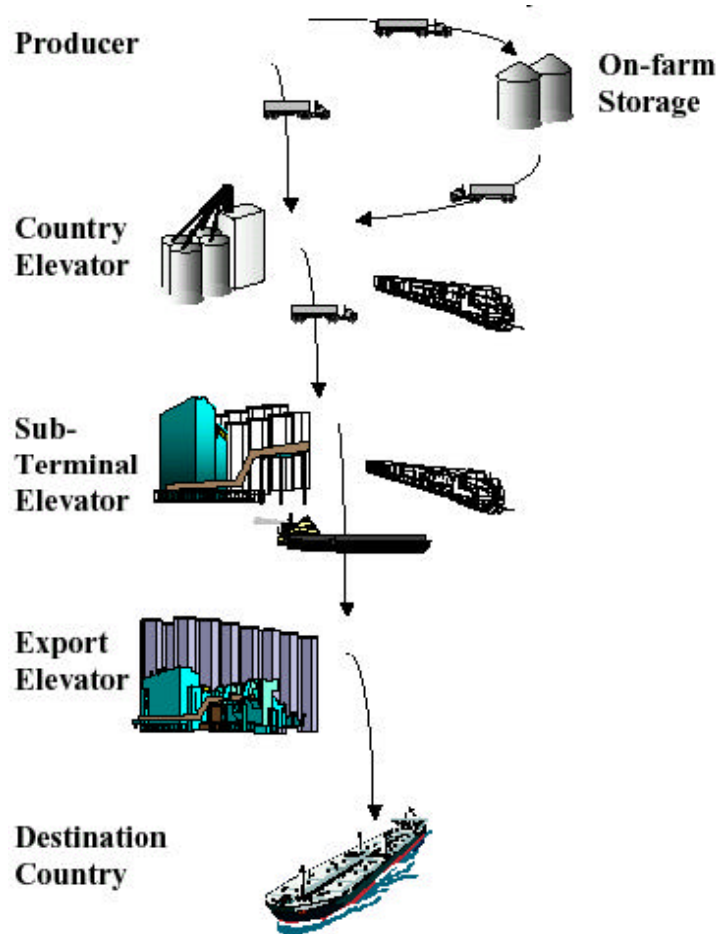 Producer
On-farm
Storage
Country
Elevator
Sub-
Terminal
Elevator
Export
Elevator
Destination
Country